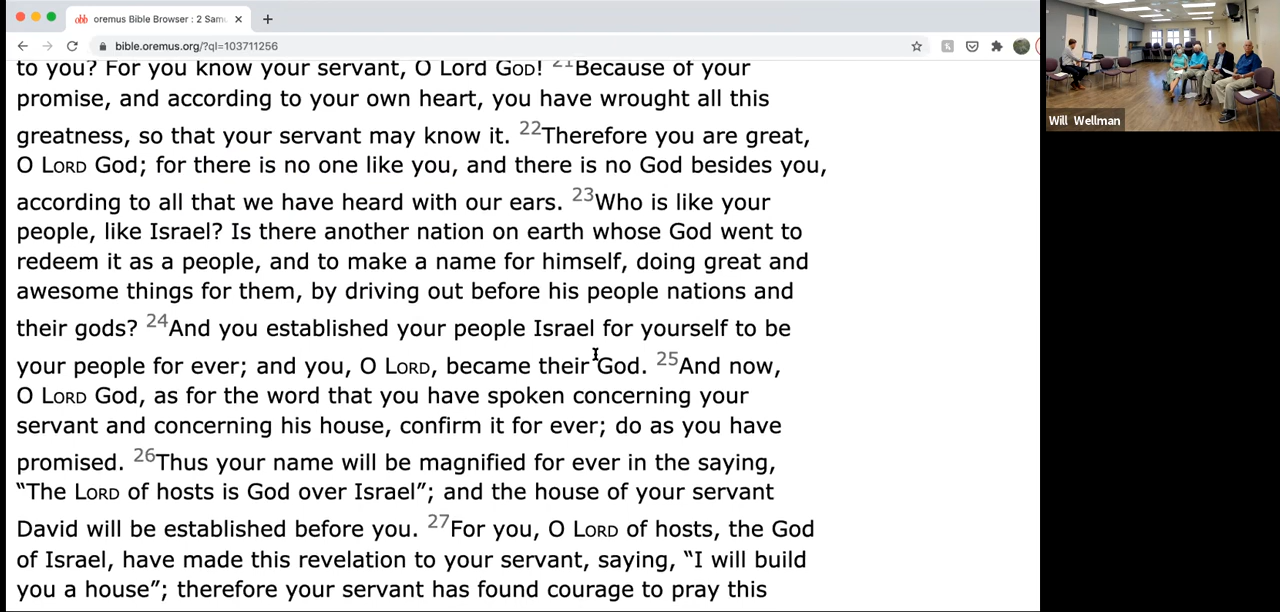 obb oremus Bible Browser : 2 Samu
bible.oremus.org/?ql=103711256
to you? For you know your servant, O Lord GOD! 21Because of your
promise, and according to your own heart, you have wrought all this
greatness, so that your servant may know it. 22Therefore you are great,
O LORD God; for there is no one like you, and there is no God besides you,
according to all that we have heard with our ears. 23Who is like your
people, like Israel? Is there another nation on earth whose God went to
redeem it as a people, and to make a name for himself, doing great and
awesome things for them, by driving out before his people nations and
their gods? 24And you established your people Israel for yourself to be
your people for ever; and you, O LORD, became their God. 25And now,
O LORD God, as for the word that you have spoken concerning your
servant and concerning his house, confirm it for ever; do as you have
promised. 26Thus your name will be magnified for ever in the saying,
“The LORD of hosts is God over Israel”; and the house of your servant
David will be established before you. 27For you, O LORD of hosts, the God
of Israel, have made this revelation to your servant, saying, “I will build
you a house”; therefore your servant has found courage to pray this
Will Wellman